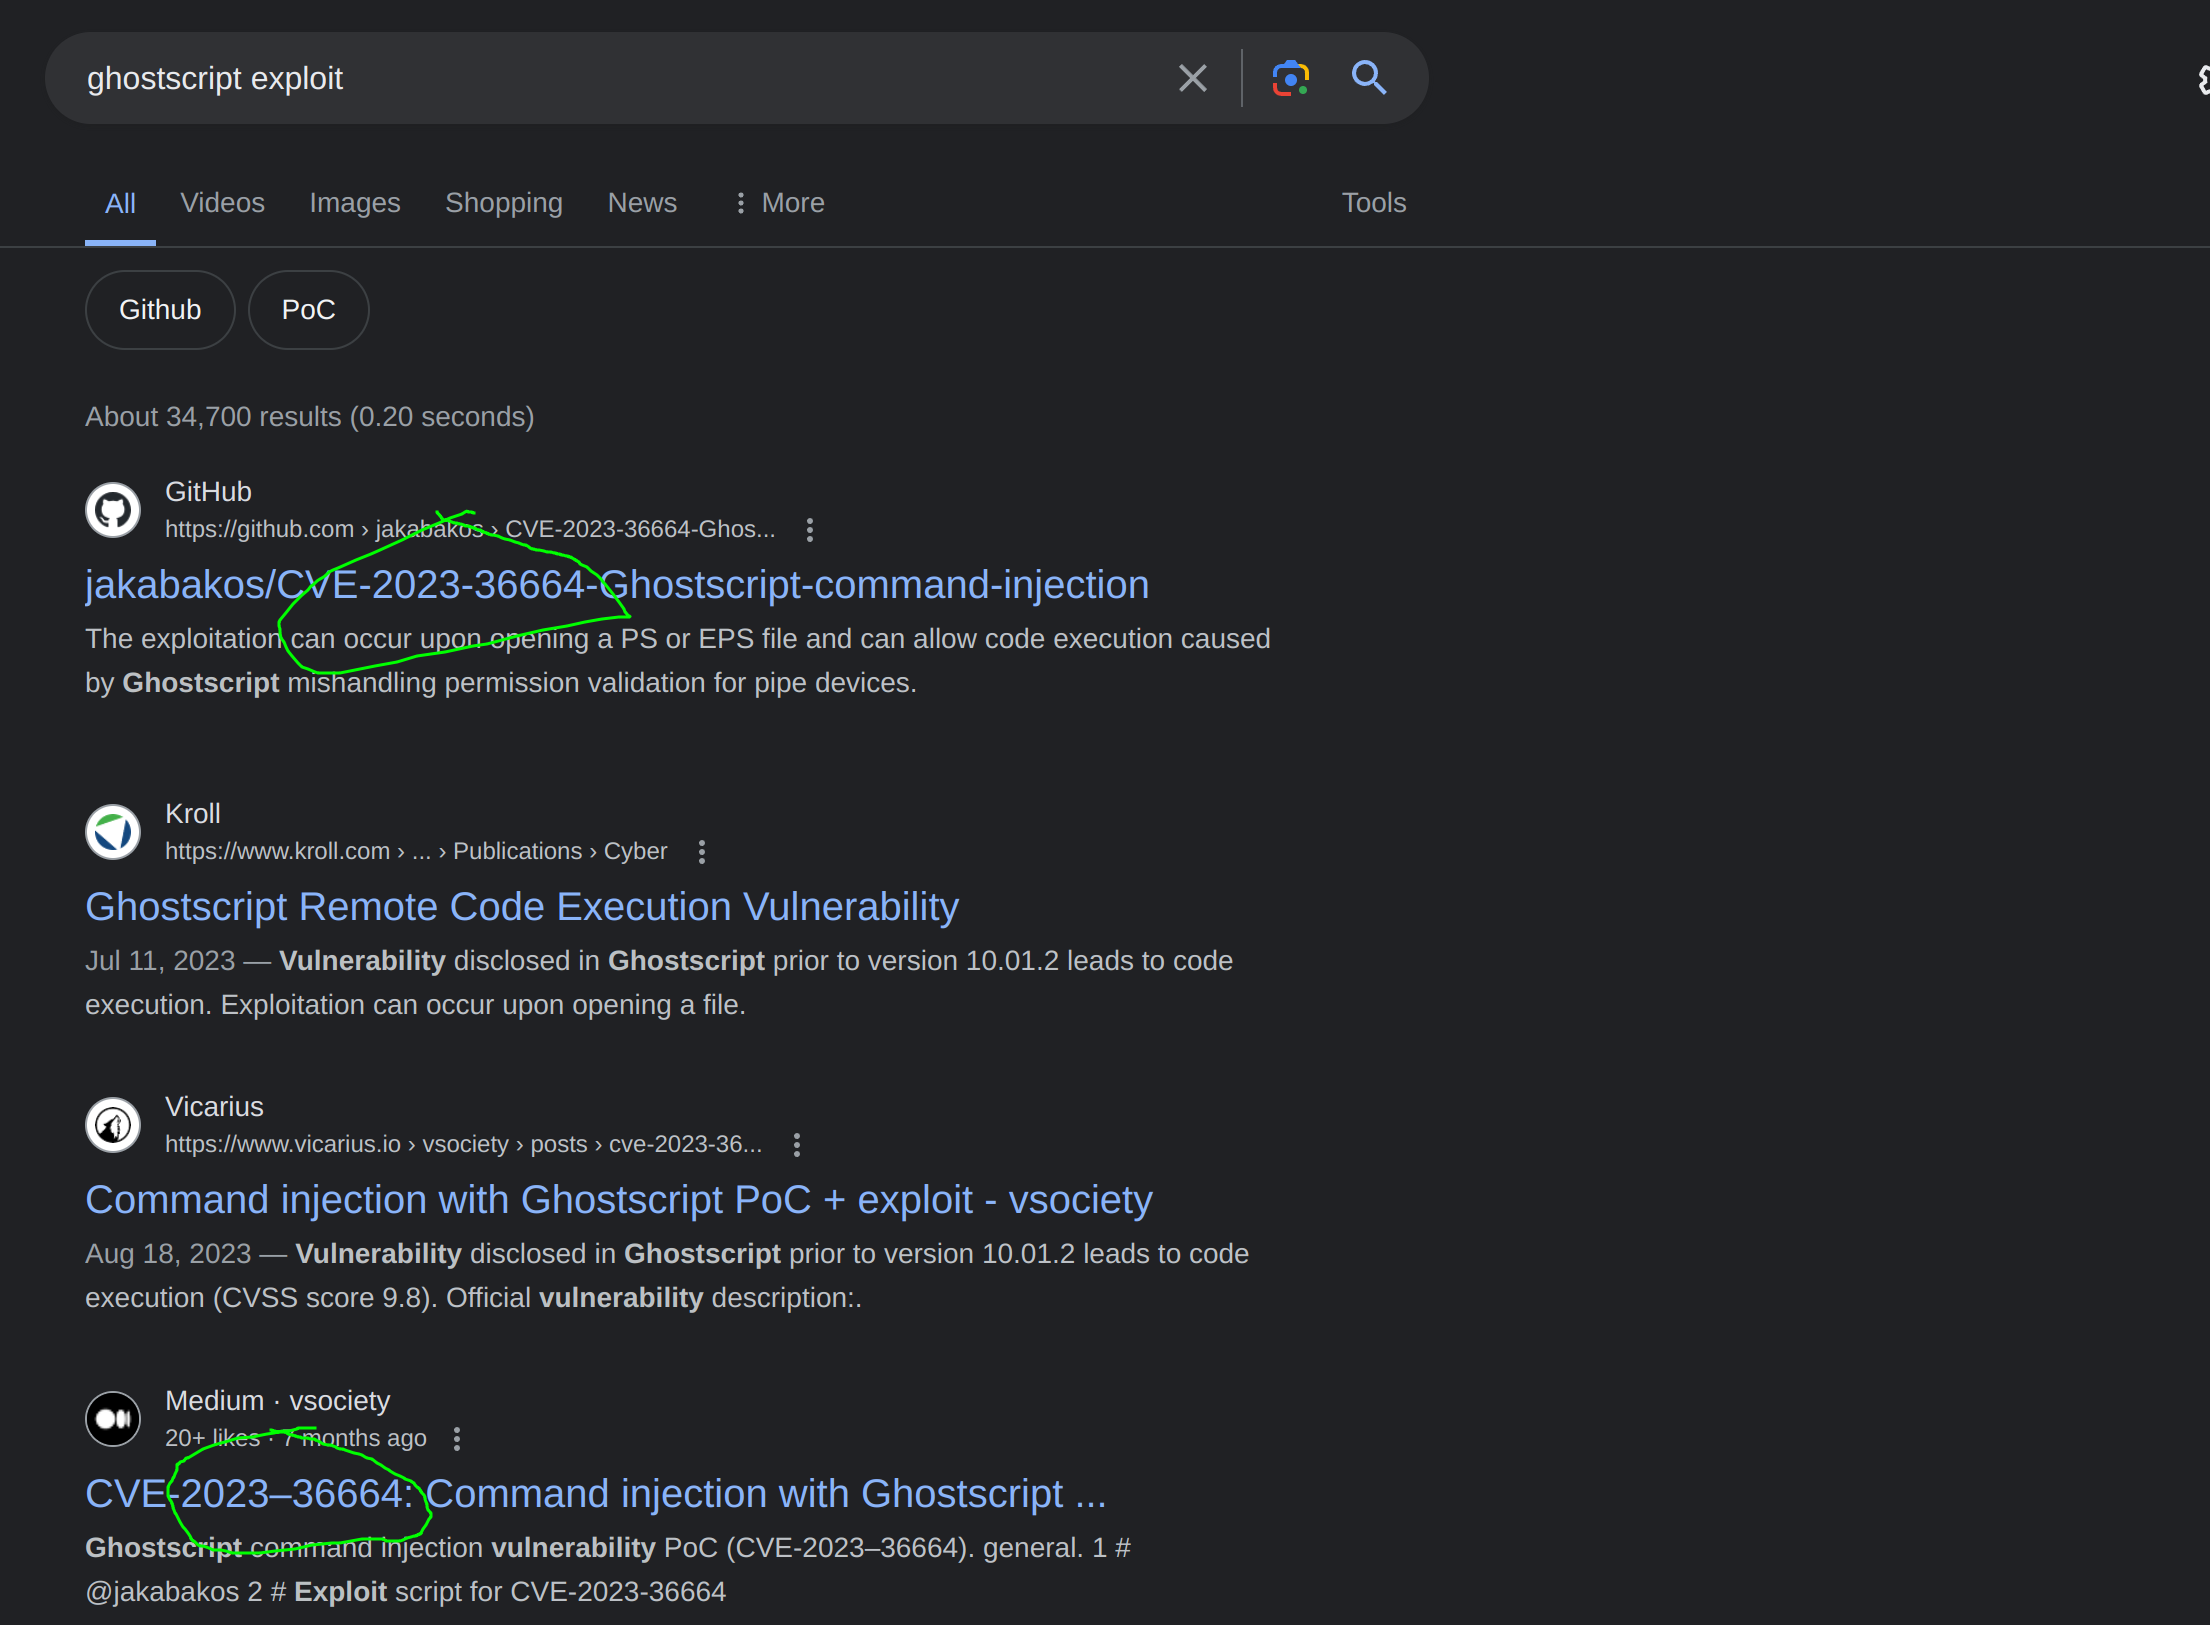 ghostscript exploit
All Videos Images Shopping News More Tools
Github PoC
About 34,700 results (0.20 seconds)
GitHub
https://github.com › jakabakos › CVE-2023-36664-Ghos...
jakabakos/CVE-2023-36664-Ghostscript-command-injection
The exploitation can occur upon opening a PS or EPS file and can allow code execution caused
by Ghostscript mishandling permission validation for pipe devices.
Kroll
https://www.kroll.com › ... › Publications › Cyber
Ghostscript Remote Code Execution Vulnerability
Jul 11, 2023 — Vulnerability disclosed in Ghostscript prior to version 10.01.2 leads to code
execution. Exploitation can occur upon opening a file.
Vicarius
https://www.vicarius.io › vsociety › posts › cve-2023-36...
Command injection with Ghostscript PoC + exploit - vsociety
Aug 18, 2023 — Vulnerability disclosed in Ghostscript prior to version 10.01.2 leads to code
execution (CVSS score 9.8). Official vulnerability description:.
Medium · vsociety
20+ likes · 7 months ago
CVE-2023–36664: Command injection with Ghostscript ...
Ghostscript command injection vulnerability PoC (CVE-2023–36664). general. 1 #
@jakabakos 2 # Exploit script for CVE-2023-36664